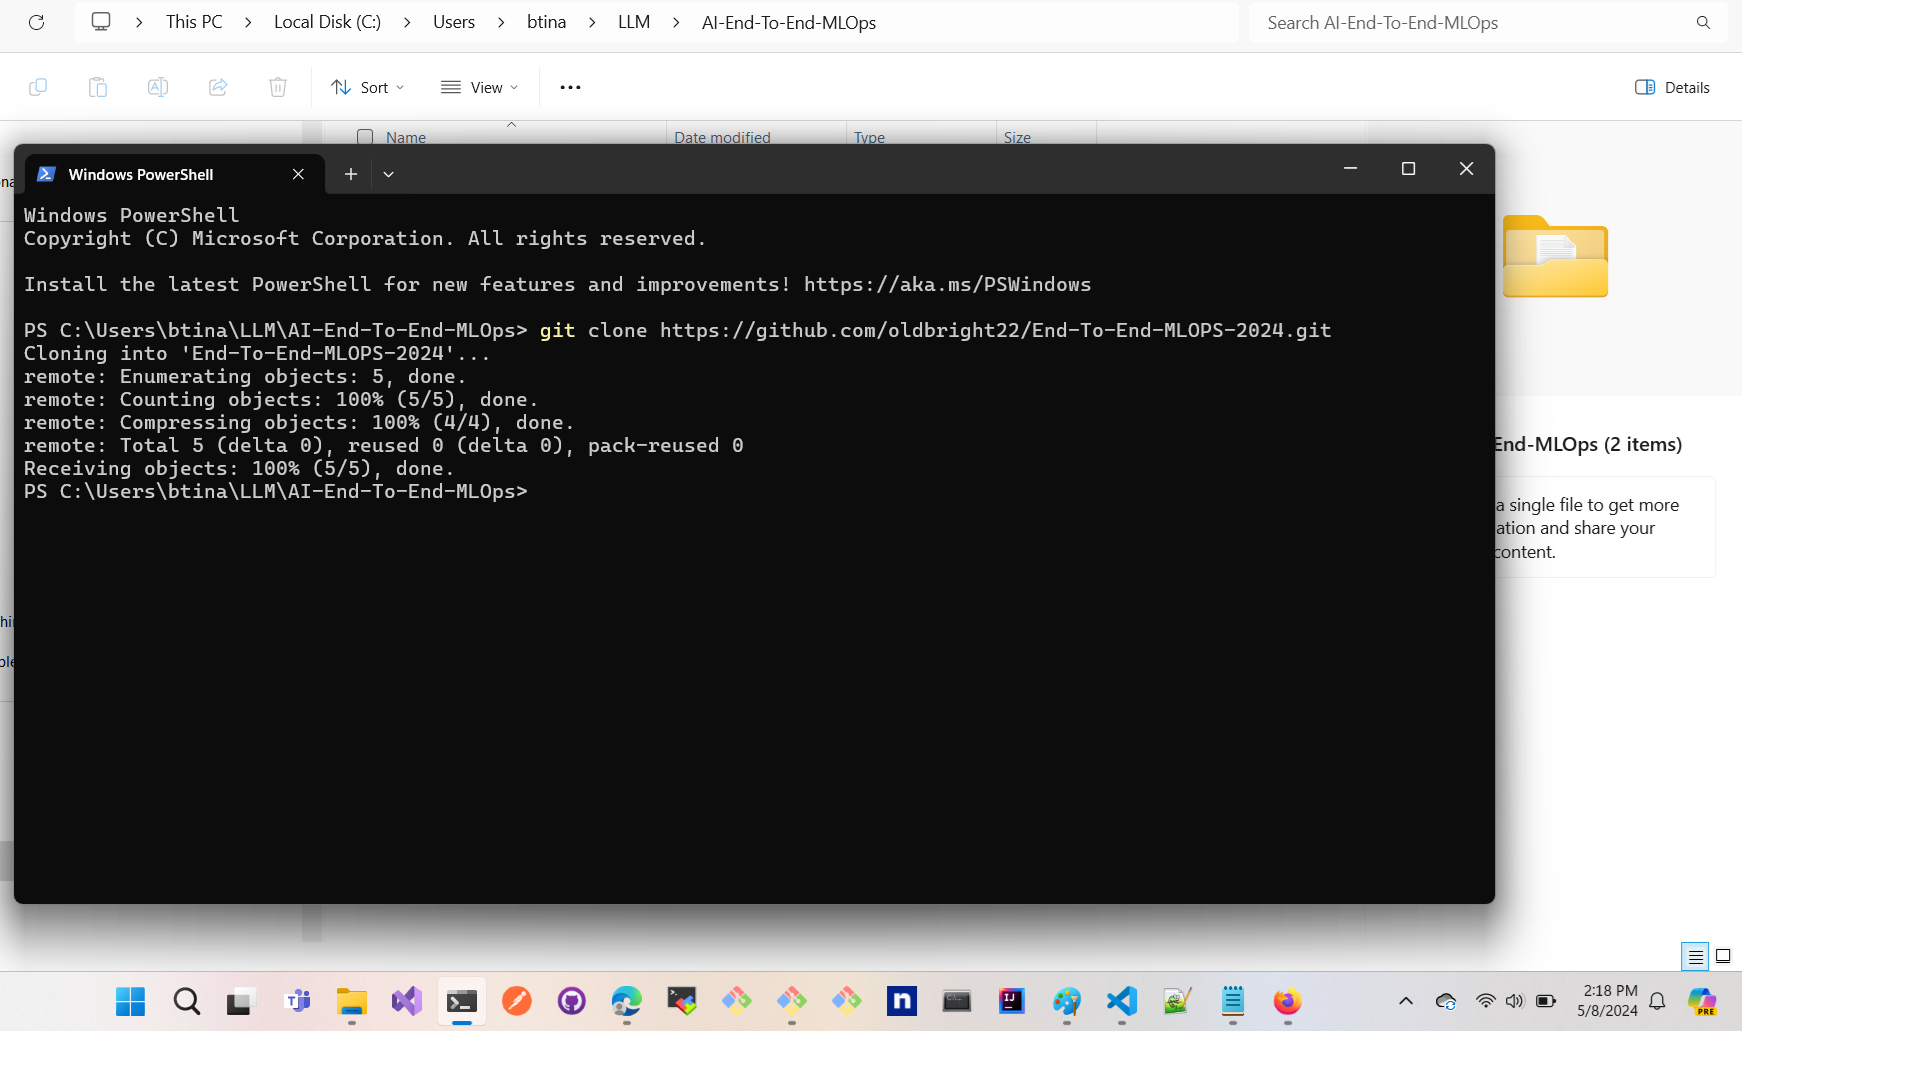 This PC > Local Disk (C:) > Users > btina > LLM > AI-End-To-End-MLOps
Search AI-End-To-End-MLOps
Sort
View
Details
Name
Date modified
Type
Size
Windows PowerShell
Windows PowerShell
Copyright (C) Microsoft Corporation. All rights reserved.
Install the latest PowerShell for new features and improvements! https://aka.ms/PSWindows
PS C:\Users\btina\LLM\AI-End-To-End-MLOps> git clone https://github.com/oldbright22/End-To-End-MLOPS-2024.git
Cloning into 'End-To-End-MLOPS-2024'...
remote: Enumerating objects: 5, done.
remote: Counting objects: 100% (5/5), done.
remote: Compressing objects: 100% (4/4), done.
remote: Total 5 (delta 0), reused 0 (delta 0), pack-reused 0
Receiving objects: 100% (5/5), done.
PS C:\Users\btina\LLM\AI-End-To-End-MLOps>
End-MLOps (2 items)
a single file to get more
ation and share your
content.
2:18 PM
5/8/2024
PRE